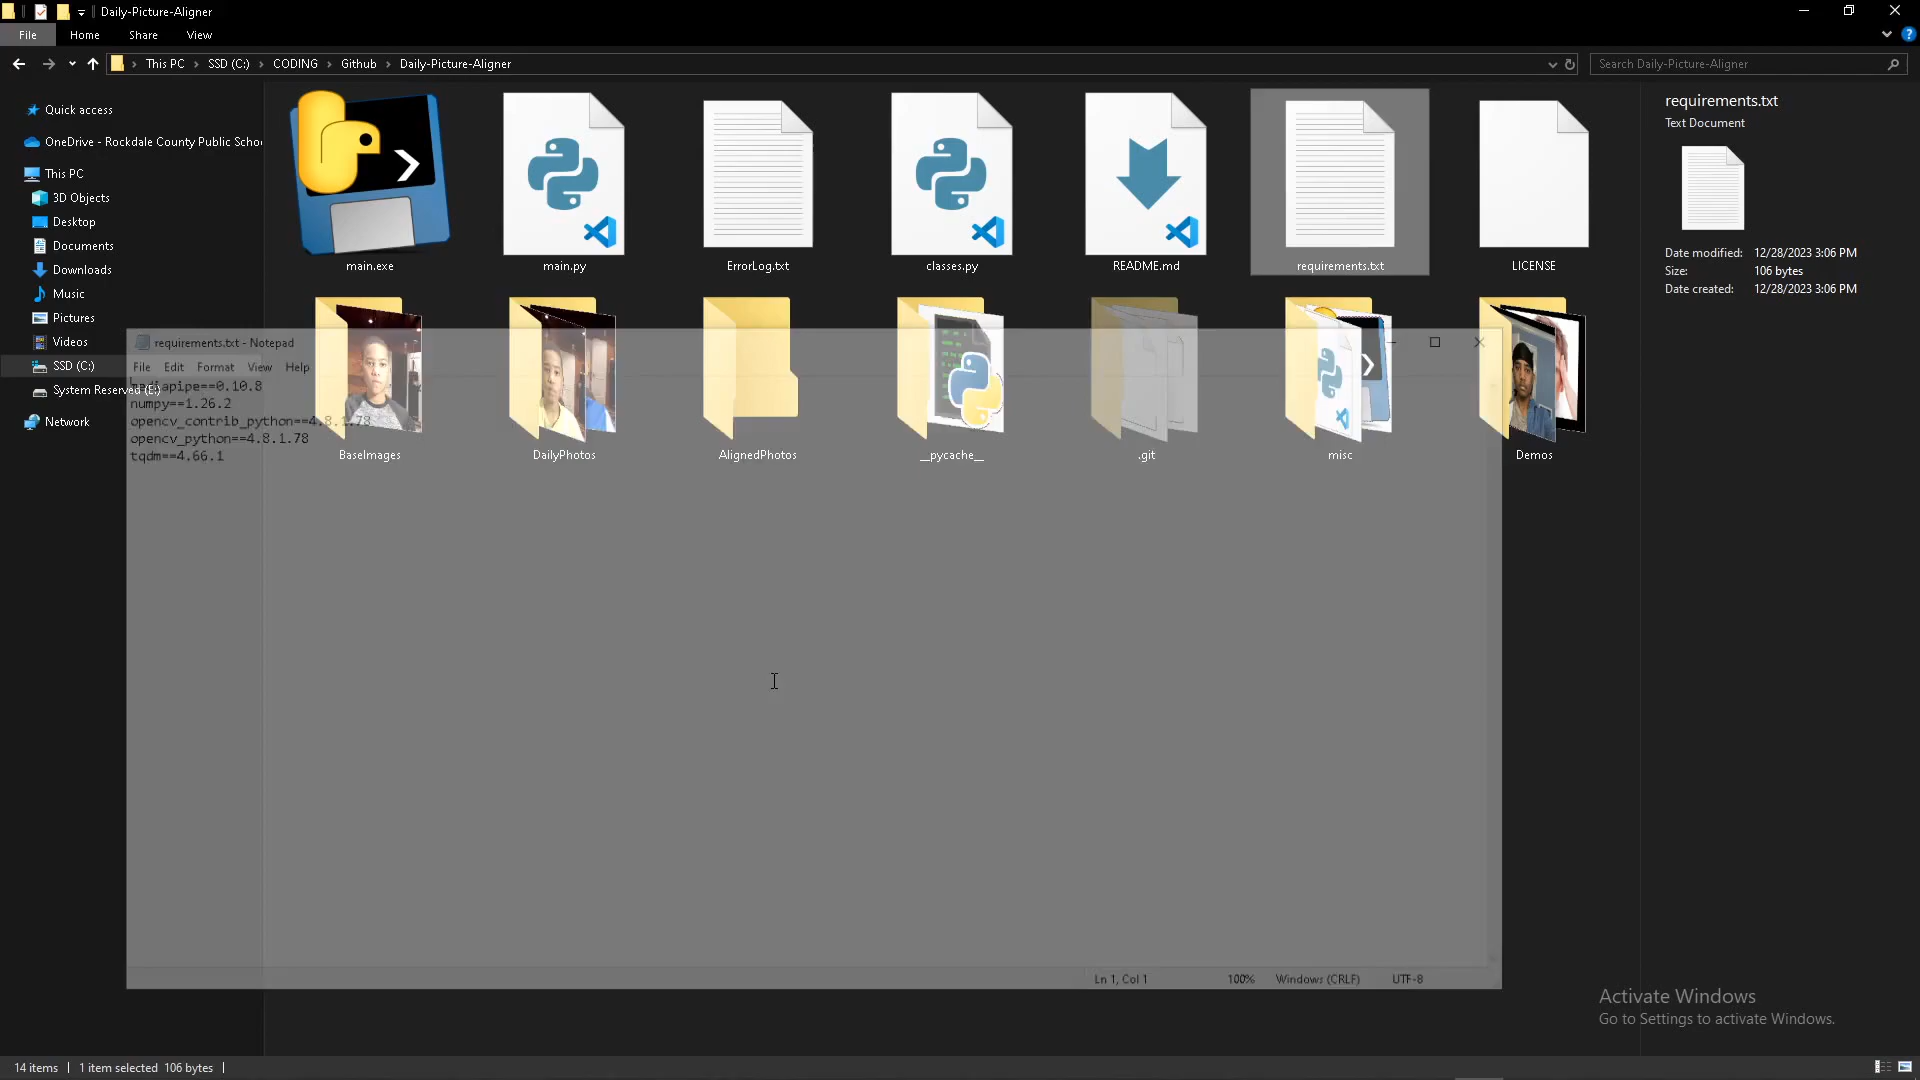 Daily-Picture-Aligner
File Home Share View
This PC SSD (C:) CODING Github Daily-Picture-Aligner
Search Daily-Picture-Aligner
Quick access
OneDrive - Rockdale County Public Schoo
This PC
3D Objects
Desktop
Documents
Downloads
Music
Pictures
Videos
SSD (C:)
System Reserved (E:)
Network
main.exe
main.py
ErrorLog.txt
classes.py
README.md
requirements.txt
LICENSE
BaseImages
DailyPhotos
AlignedPhotos
__pycache__
.git
misc
Demos
requirements.txt - Notepad
File Edit Format View Help
mediapipe==0.10.8
numpy==1.26.2
opencv_contrib_python==4.8.1.78
opencv_python==4.8.1.78
tqdm==4.66.1
Ln 1, Col 1 100% Windows (CRLF) UTF-8
requirements.txt
Text Document
Date modified: 12/28/2023 3:06 PM
Size: 106 bytes
Date created: 12/28/2023 3:06 PM
Activate Windows
Go to Settings to activate Windows.
14 items 1 item selected 106 bytes